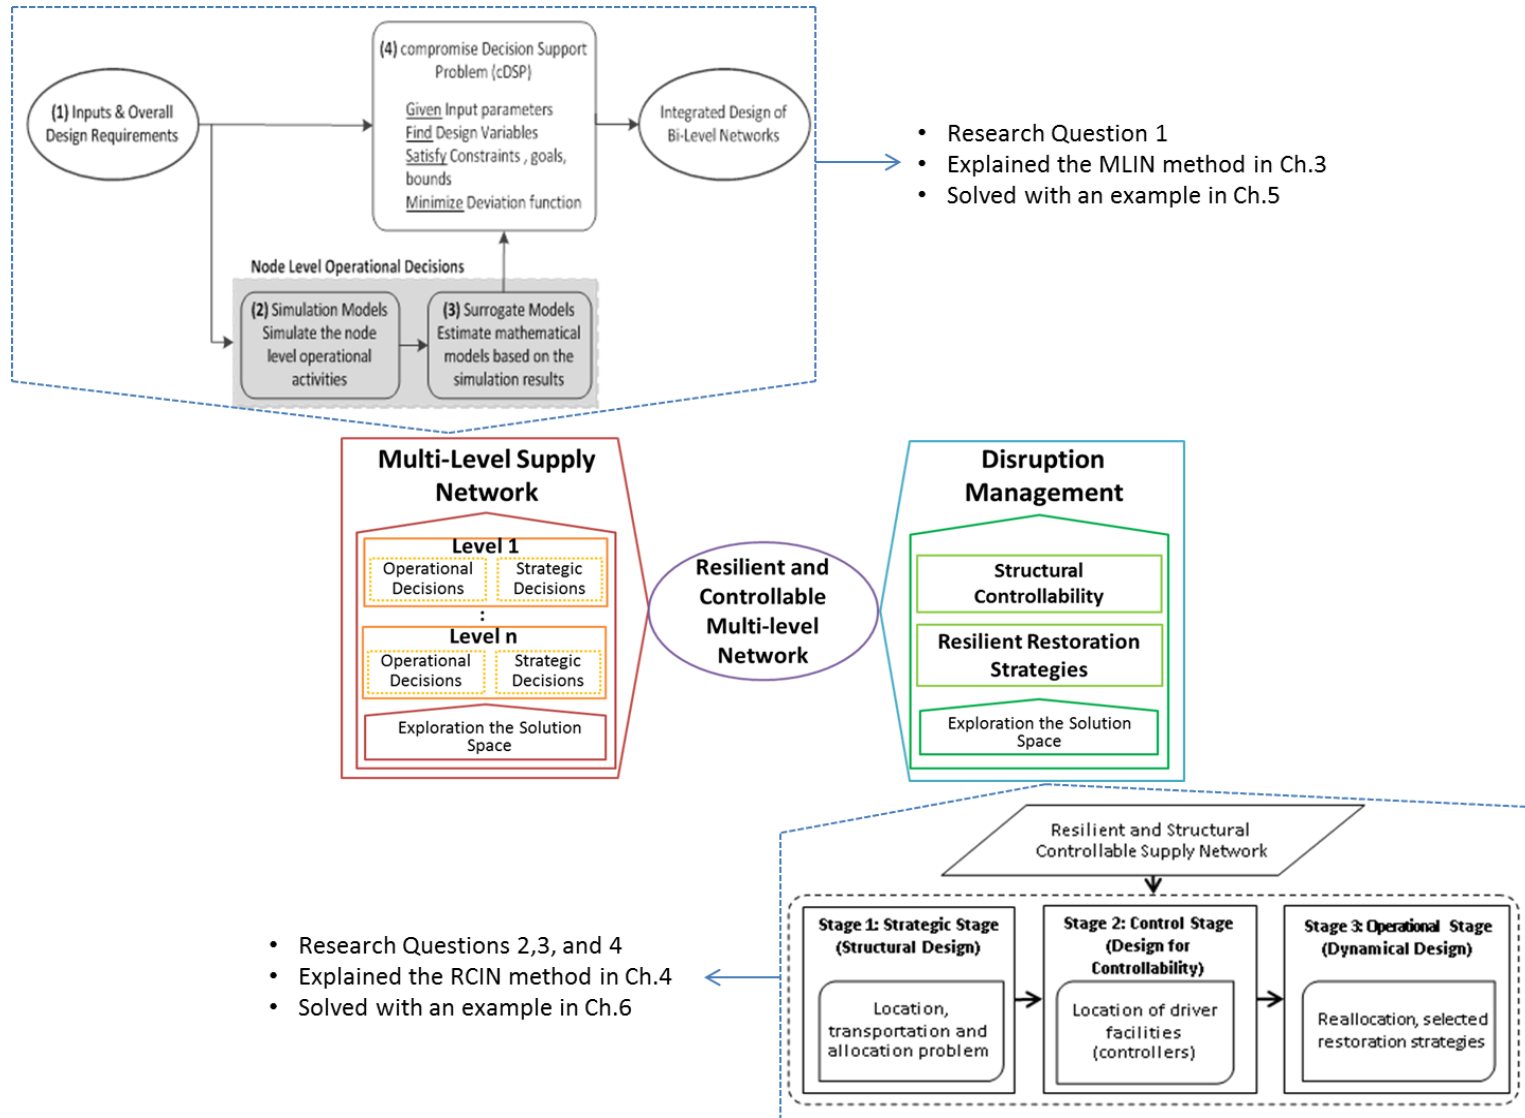 (1) Inputs & Overall
Design Requirements
(4) compromise Decision Support
Problem (cDSP)
Given Input parameters
Find Design Variables
Satisfy Constraints , goals,
bounds
Minimize Deviation function
Integrated Design of
Bi-Level Networks
Node Level Operational Decisions
(2) Simulation Models
Simulate the node
level operational
activities
(3) Surrogate Models
Estimate mathematical
models based on the
simulation results
• Research Question 1
• Explained the MLIN method in Ch.3
• Solved with an example in Ch.5
Multi-Level Supply
Network
Level 1
Operational
Decisions
Strategic
Decisions
:
Level n
Operational
Decisions
Strategic
Decisions
Exploration the Solution
Space
Resilient and
Controllable
Multi-level
Network
Disruption
Management
Structural
Controllability
Resilient Restoration
Strategies
Exploration the Solution
Space
• Research Questions 2,3, and 4
• Explained the RCIN method in Ch.4
• Solved with an example in Ch.6
Resilient and Structural
Controllable Supply Network
Stage 1: Strategic Stage
(Structural Design)
Location,
transportation and
allocation problem
Stage 2: Control Stage
(Design for
Controllability)
Location of driver
facilities
(controllers)
Stage 3: Operational Stage
(Dynamical Design)
Reallocation, selected
restoration strategies